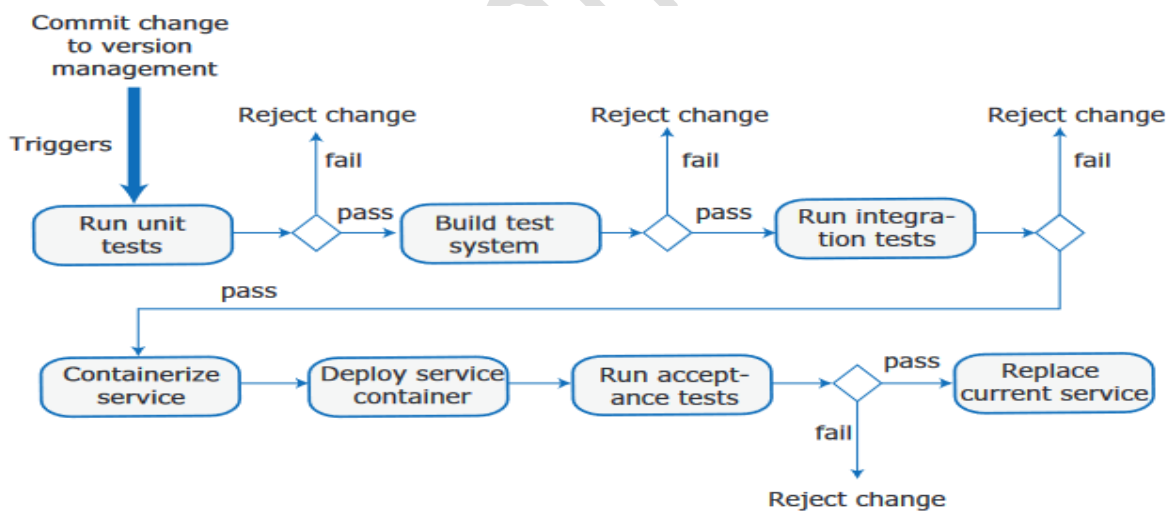 Commit change
to version
management
Triggers
Reject change
Reject change
Reject change
fail
fail
fail
Run unit
tests
pass
Build test
system
pass
Run integra-
tion tests
pass
Containerize
service
Deploy service
container
Run accept-
ance tests
pass
Replace
current service
fail
Reject change